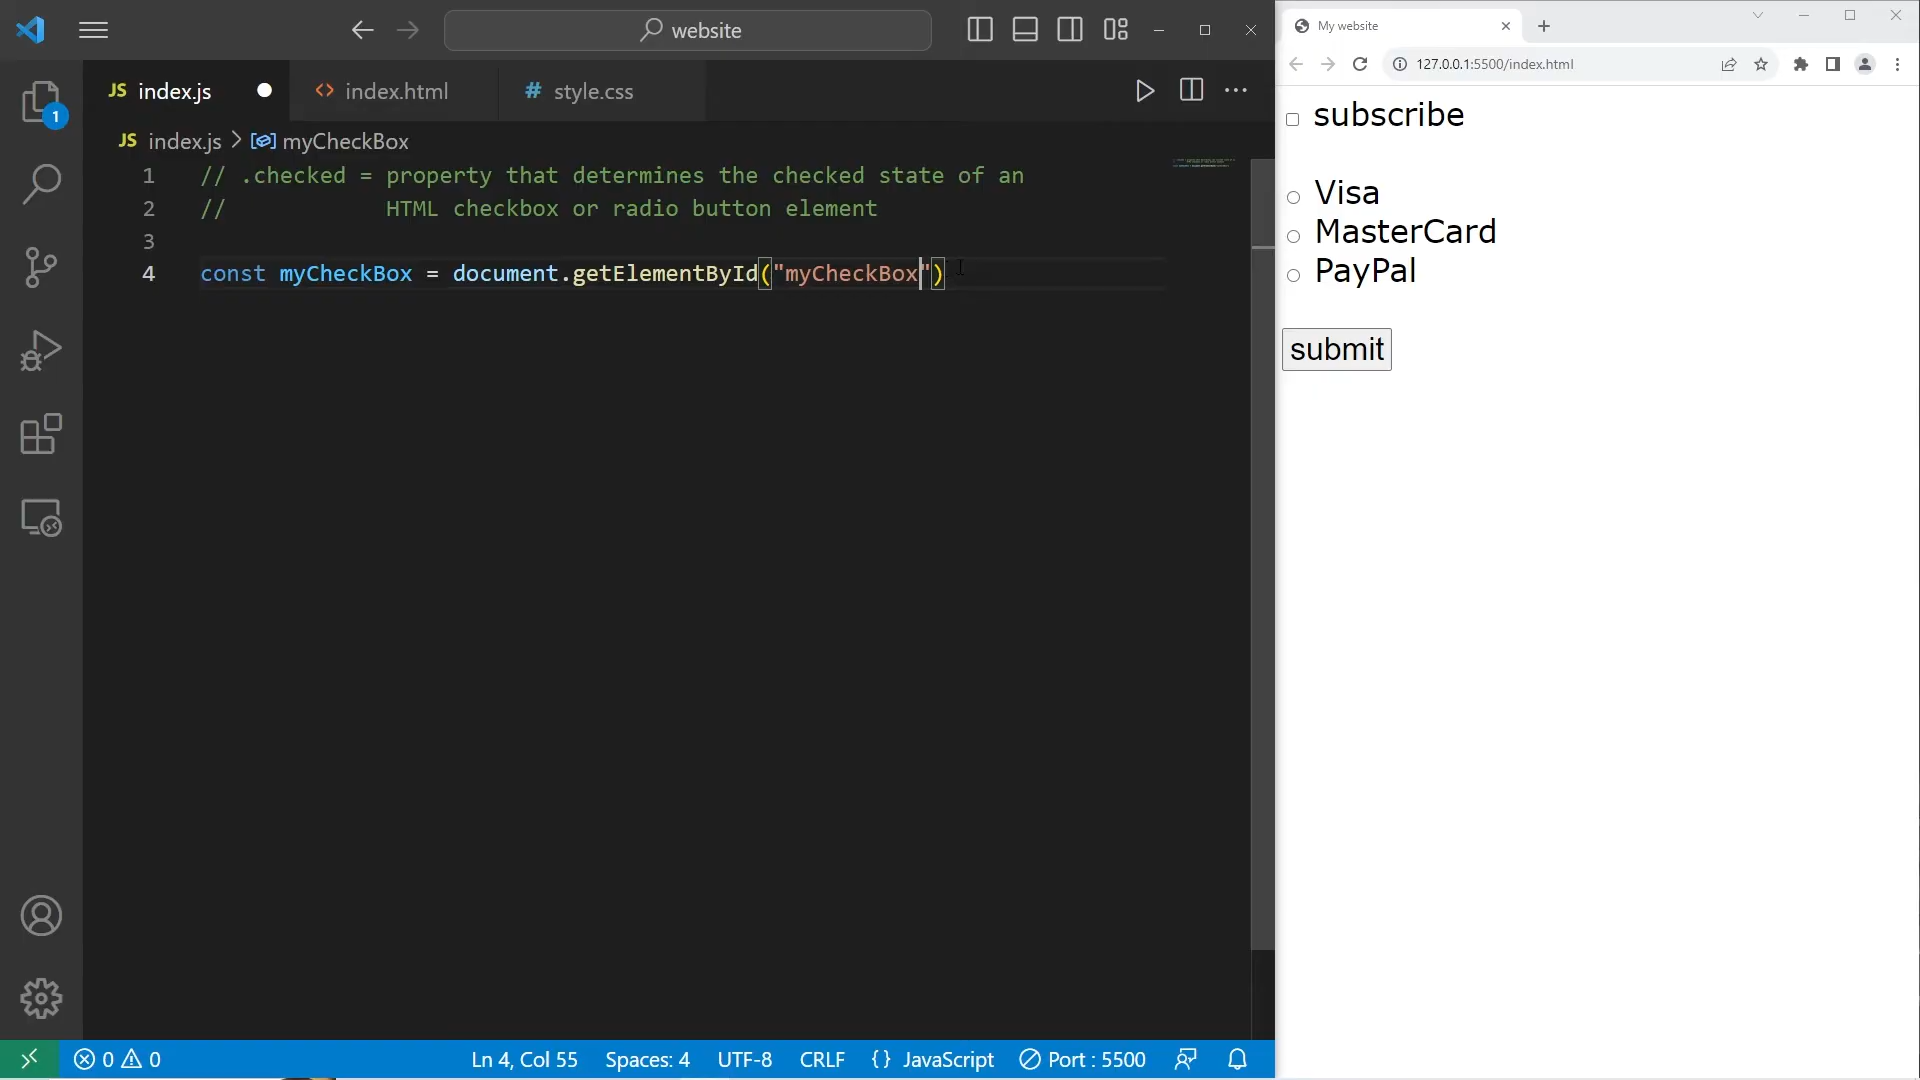 website
JS index.js
index.html
# style.css
1
JS index.js > myCheckBox
1 // .checked = property that determines the checked state of an
2 // HTML checkbox or radio button element
3
4 const myCheckBox = document.getElementById("myCheckBox")
0 0
Ln 4, Col 55
Spaces: 4
UTF-8
CRLF
{} JavaScript
Port : 5500
My website
127.0.0.1:5500/index.html
subscribe
Visa
MasterCard
PayPal
submit